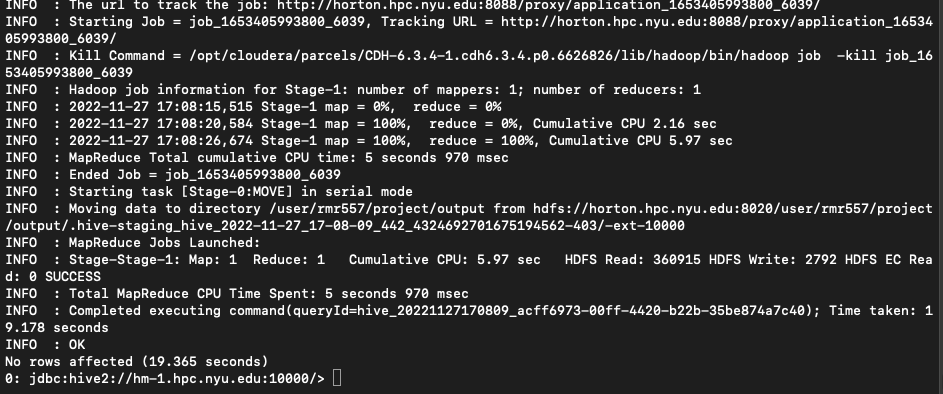 INFO  : The url to track the job: http://horton.hpc.nyu.edu:8088/proxy/application_1653405993800_6039/
INFO  : Starting Job = job_1653405993800_6039, Tracking URL = http://horton.hpc.nyu.edu:8088/proxy/application_16534
05993800_6039/
INFO  : Kill Command = /opt/cloudera/parcels/CDH-6.3.4-1.cdh6.3.4.p0.6626826/lib/hadoop/bin/hadoop job  -kill job_16
53405993800_6039
INFO  : Hadoop job information for Stage-1: number of mappers: 1; number of reducers: 1
INFO  : 2022-11-27 17:08:15,515 Stage-1 map = 0%,  reduce = 0%
INFO  : 2022-11-27 17:08:20,584 Stage-1 map = 100%,  reduce = 0%, Cumulative CPU 2.16 sec
INFO  : 2022-11-27 17:08:26,674 Stage-1 map = 100%,  reduce = 100%, Cumulative CPU 5.97 sec
INFO  : MapReduce Total cumulative CPU time: 5 seconds 970 msec
INFO  : Ended Job = job_1653405993800_6039
INFO  : Starting task [Stage-0:MOVE] in serial mode
INFO  : Moving data to directory /user/rmr557/project/output from hdfs://horton.hpc.nyu.edu:8020/user/rmr557/project
/output/.hive-staging_hive_2022-11-27_17-08-09_442_4324692701675194562-403/-ext-10000
INFO  : MapReduce Jobs Launched:
INFO  : Stage-Stage-1: Map: 1  Reduce: 1   Cumulative CPU: 5.97 sec   HDFS Read: 360915 HDFS Write: 2792 HDFS EC Rea
d: 0 SUCCESS
INFO  : Total MapReduce CPU Time Spent: 5 seconds 970 msec
INFO  : Completed executing command(queryId=hive_20221127170809_acff6973-00ff-4420-b22b-35be874a7c40); Time taken: 1
9.178 seconds
INFO  : OK
No rows affected (19.365 seconds)
0: jdbc:hive2://hm-1.hpc.nyu.edu:10000/>